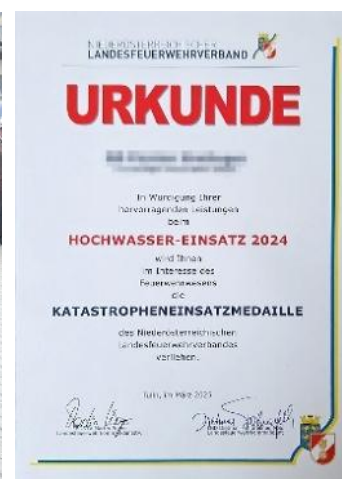 NIEDERÖSTERREICHISCHER
LANDESFEUERWEHRVERBAND
URKUNDE
In Würdigung Ihrer
hervorragenden Leistungen
beim
HOCHWASSER-EINSATZ 2024
wird Ihnen
im Interesse des
Feuerwehrwesens
die
KATASTROPHENEINSATZMEDAILLE
des Niederösterreichischen
Landesfeuerwehrverbandes
verliehen.
Tulln, im März 2025